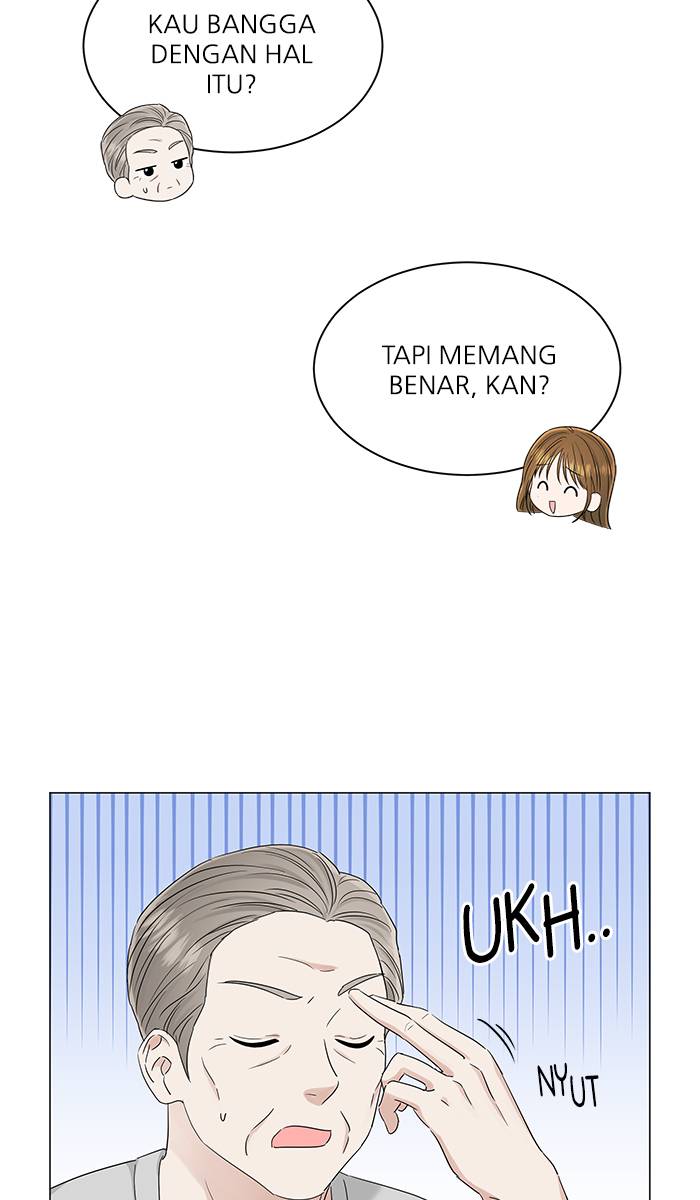 KAU BANGGA
DENGAN HAL
ITU?
TAPI MEMANG
BENAR, KAN?
UKH..
NYUT